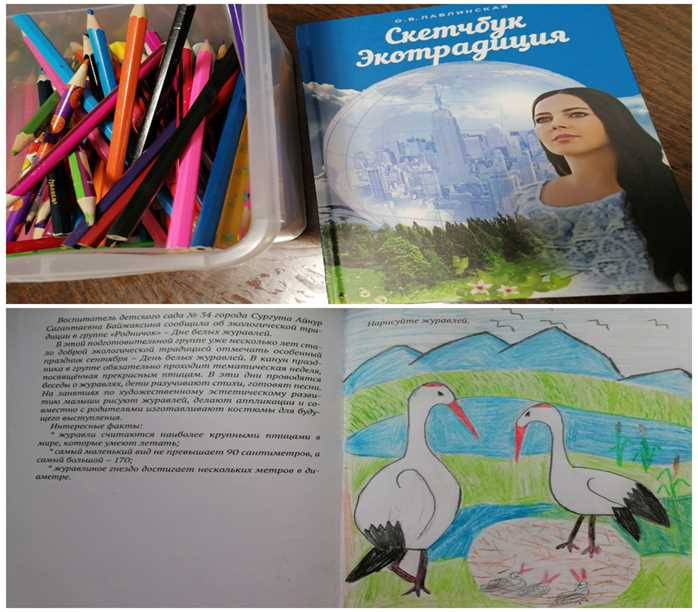 О.В.ЛАВЛИНСКАЯ
Скетчбук
Экотрадиция
Воспитатель детского сада № 34 города Сургута Айнур
Сагантаевна Байжаксина сообщила об экологической тра-
диции в группе «Родничок» – Дне белых журавлей.
В этой подготовительной группе уже несколько лет ста-
ло доброй экологической традицией отмечать особенный
праздник сентября – День белых журавлей. В канун празд-
ника в группе обязательно проходит тематическая неделя,
посвящённая прекрасным птицам. В эти дни проводятся
беседы о журавлях, дети разучивают стихи, готовят песни.
На занятиях по художественному эстетическому разви-
тию малыши рисуют журавлей, делают аппликации и со-
вместно с родителями изготавливают костюмы для буду-
щего выступления.
Интересные факты:
* журавли считаются наиболее крупными птицами в
мире, которые умеют летать;
* самый маленький вид не превышает 90 сантиметров, а
самый большой – 170;
* журавлиное гнездо достигает нескольких метров в ди-
аметре.
Нарисуйте журавлей.